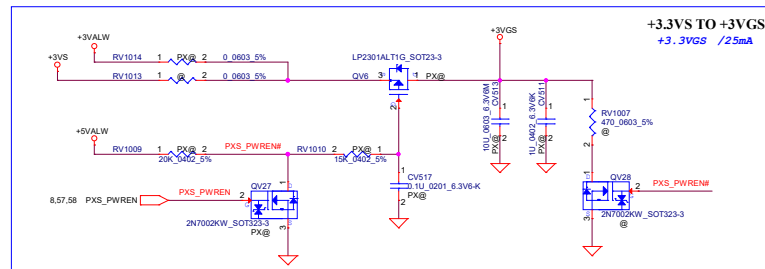 +3.3VS TO +3VGS
+3.3VGS /25mA
+3VALW
+3VGS
RV1014 1 PX@ 2 0_0603_5%
LP2301ALT1G_SOT23-3
+3VS
RV1013 1 @ 2 0_0603_5%
QV6 3 1 PX@
2
10U_0603_6.3V6M
CV513
1 2
PX@
1U_0402_6.3V6K
CV511
1 2
PX@
1
RV1007
470_0603_5%
@
2
+5VALW
PXS_PWREN#
RV1009 1 PX@ 2
20K_0402_5%
RV1010 1 PX@ 2
15K_0402_5%
CV517
0.1U_0201_6.3V6-K
PX@
1
2
8,57,58 PXS_PWREN
PXS_PWREN 2
QV27
1
3
2N7002KW_SOT323-3
PX@
QV28
PXS_PWREN#
1
2
3
2N7002KW_SOT323-3
@